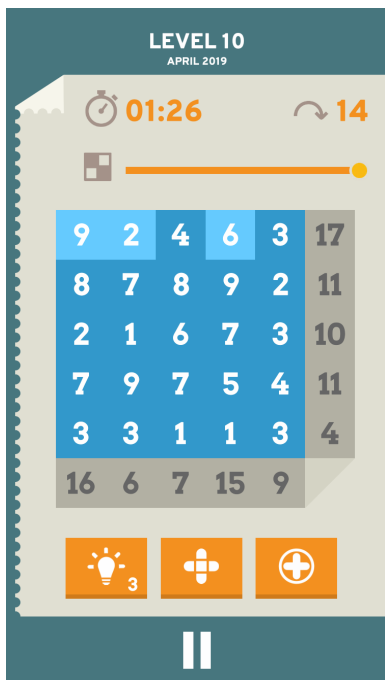 LEVEL 10
APRIL 2019
01:26 14
9 2 4 6 3 17
8 7 8 9 2 11
2 1 6 7 3 10
7 9 7 5 4 11
3 3 1 1 3 4
16 6 7 15 9
3